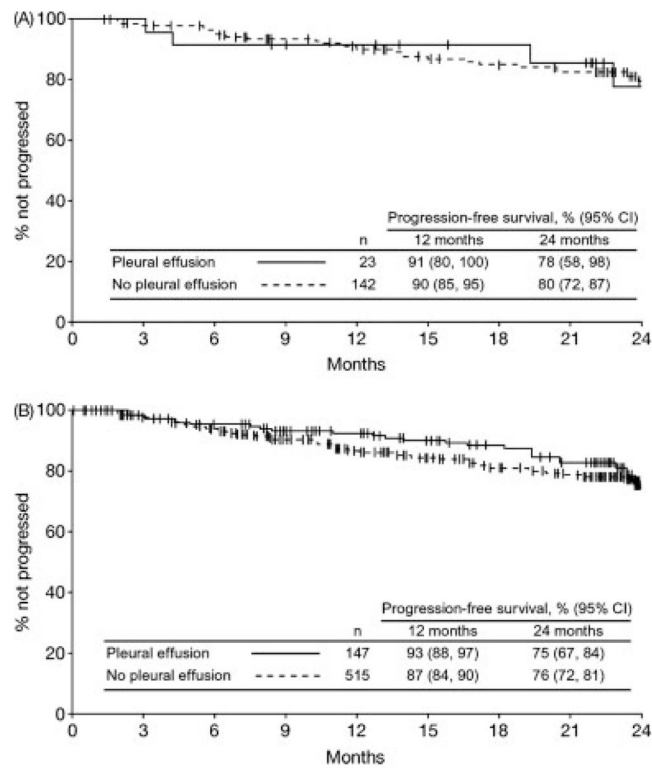 (A)
100
80
60
40
20
0
% not progressed
Progression-free survival, % (95% CI)
n 12 months 24 months
Pleural effusion 23 91 (80, 100) 78 (58, 98)
No pleural effusion 142 90 (85, 95) 80 (72, 87)
0 3 6 9 12 15 18 21 24
Months
(B)
100
80
60
40
20
0
% not progressed
Progression-free survival, % (95% CI)
n 12 months 24 months
Pleural effusion 147 93 (88, 97) 75 (67, 84)
No pleural effusion 515 87 (84, 90) 76 (72, 81)
0 3 6 9 12 15 18 21 24
Months